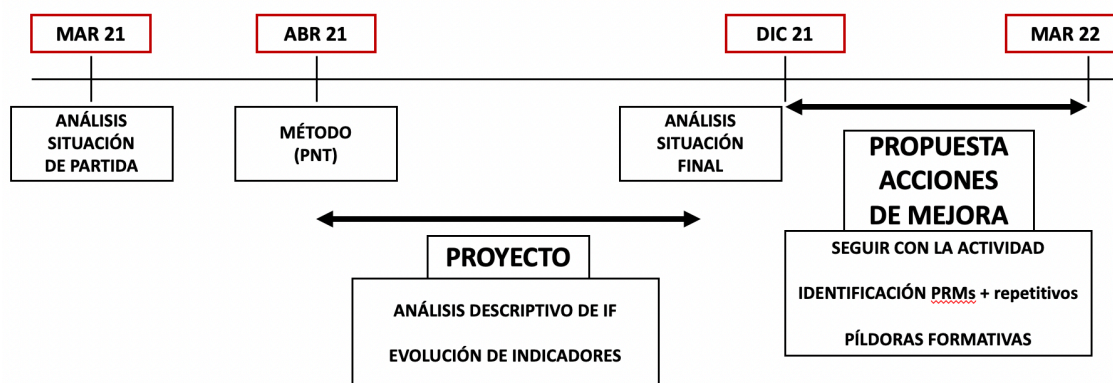 MAR 21
ABR 21
DIC 21
MAR 22
ANÁLISIS
SITUACIÓN
DE PARTIDA
MÉTODO
(PNT)
ANÁLISIS
SITUACIÓN
FINAL
PROPUESTA
ACCIONES
DE MEJORA
SEGUIR CON LA ACTIVIDAD
IDENTIFICACIÓN PRMs + repetitivos
PÍLDORAS FORMATIVAS
PROYECTO
ANÁLISIS DESCRIPTIVO DE IF
EVOLUCIÓN DE INDICADORES